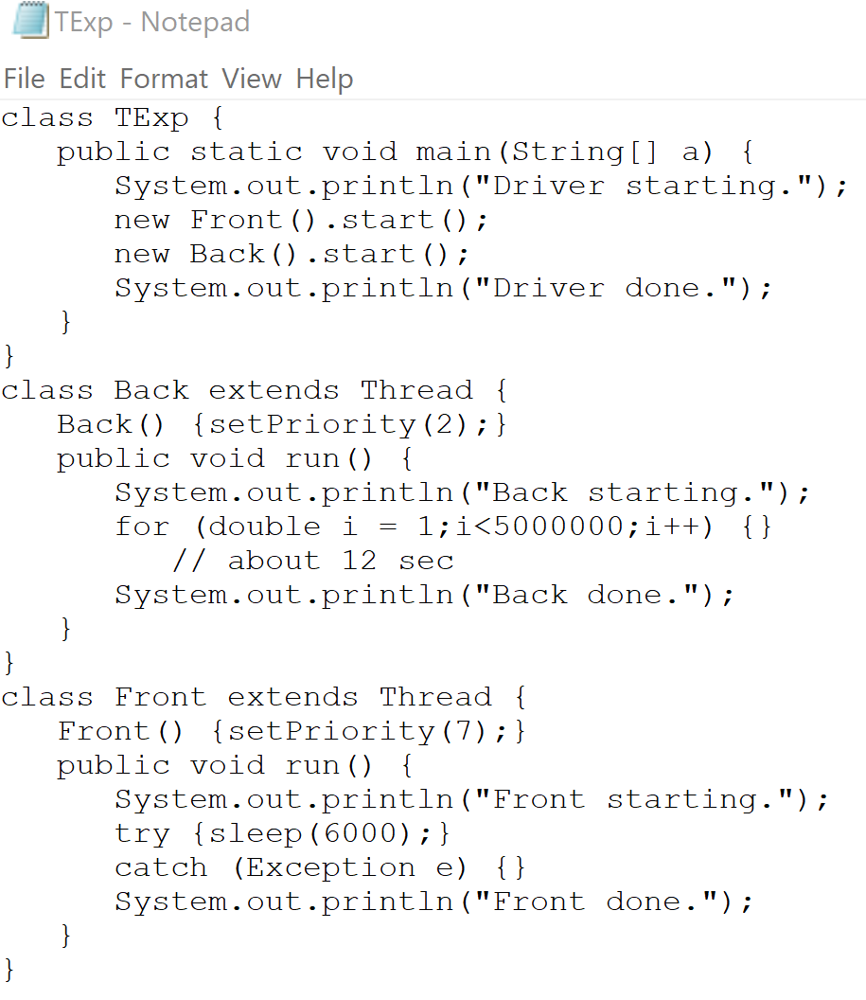 TExp - Notepad
File Edit Format View Help
class TExp {
   public static void main(String[] a) {
      System.out.println("Driver starting.");
      new Front().start();
      new Back().start();
      System.out.println("Driver done.");
   }
}
class Back extends Thread {
   Back() {setPriority(2);}
   public void run() {
      System.out.println("Back starting.");
      for (double i = 1;i<5000000;i++) {}
         // about 12 sec
      System.out.println("Back done.");
   }
}
class Front extends Thread {
   Front() {setPriority(7);}
   public void run() {
      System.out.println("Front starting.");
      try {sleep(6000);}
      catch (Exception e) {}
      System.out.println("Front done.");
   }
}